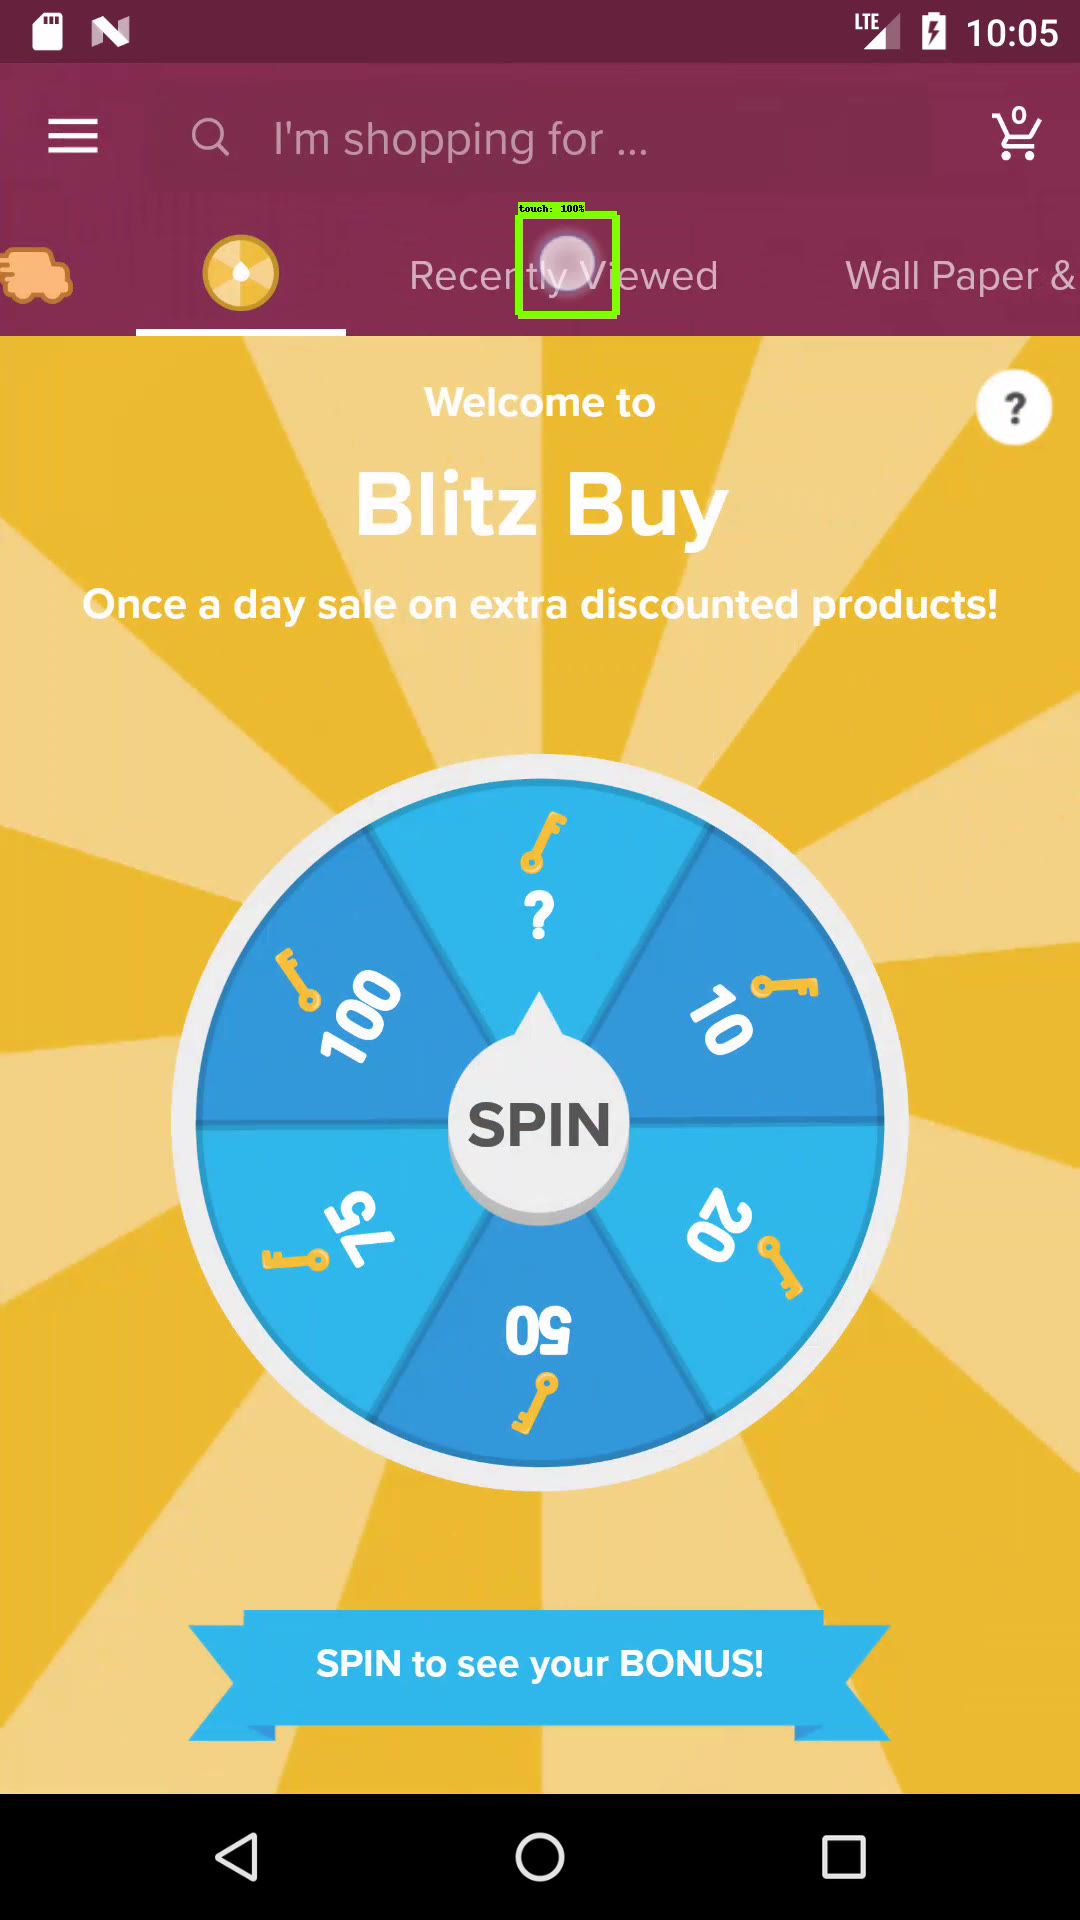 LTE 10:05
I'm shopping for ...
0
touch: 100%
Recently Viewed
Wall Paper &
Welcome to
?
Blitz Buy
Once a day sale on extra discounted products!
?
100
10
SPIN
75
20
50
SPIN to see your BONUS!